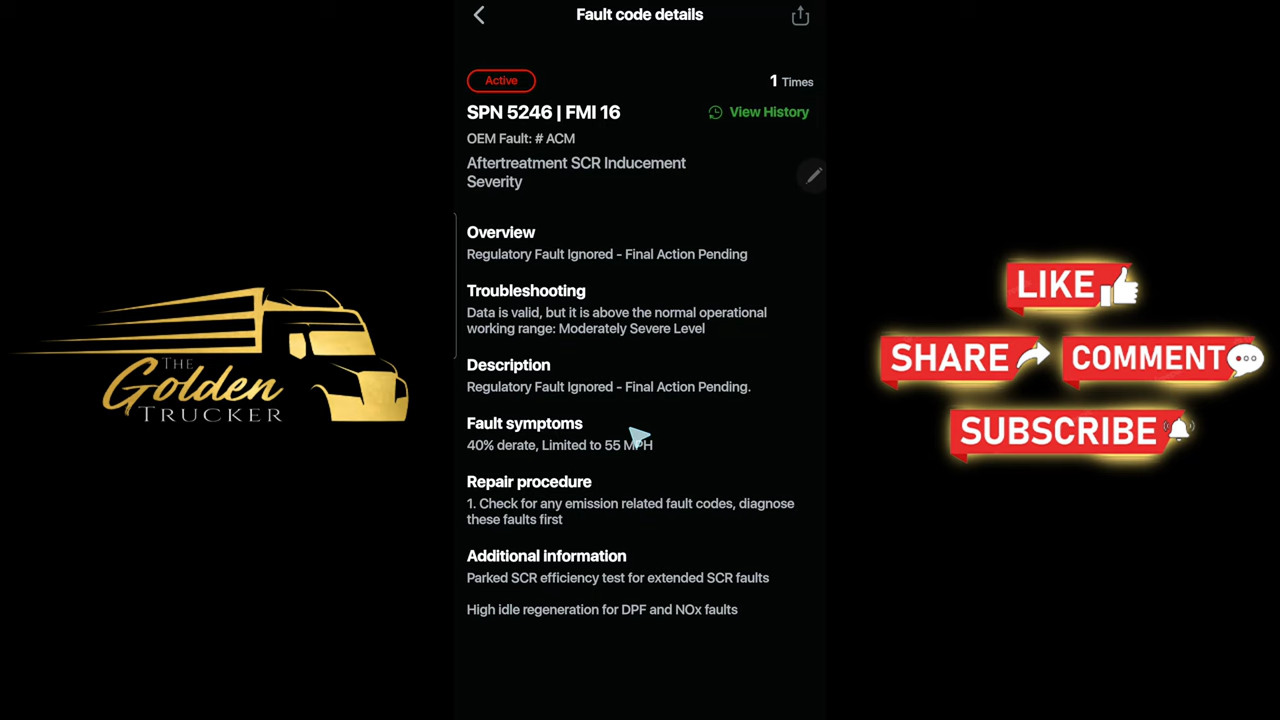 Fault code details
Active
1 Times
SPN 5246 | FMI 16
View History
OEM Fault: # ACM
Aftertreatment SCR Inducement
Severity
Overview
Regulatory Fault Ignored - Final Action Pending
Troubleshooting
Data is valid, but it is above the normal operational
working range: Moderately Severe Level
Description
Regulatory Fault Ignored - Final Action Pending.
Fault symptoms
40% derate, Limited to 55 MPH
Repair procedure
1. Check for any emission related fault codes, diagnose
these faults first
Additional information
Parked SCR efficiency test for extended SCR faults
High idle regeneration for DPF and NOx faults
THE
Golden
TRUCKER
LIKE
SHARE
COMMENT
SUBSCRIBE